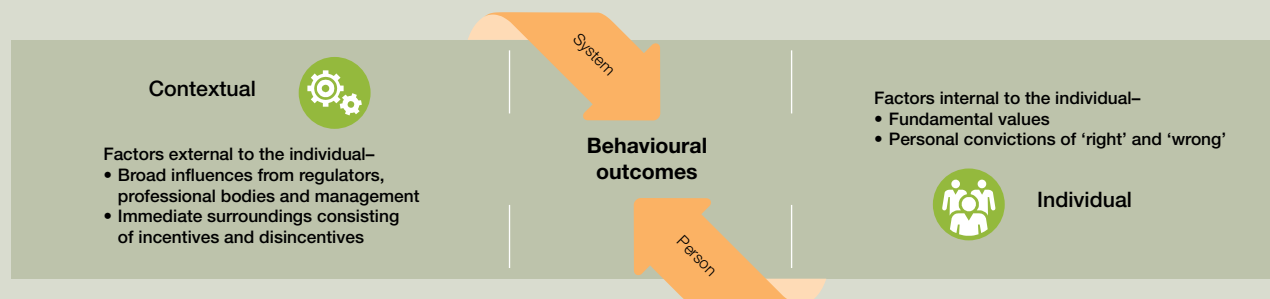 Contextual
Factors external to the individual–
• Broad influences from regulators,
professional bodies and management
• Immediate surroundings consisting
of incentives and disincentives
System
Behavioural
outcomes
Person
Factors internal to the individual–
• Fundamental values
• Personal convictions of ‘right’ and ‘wrong’
Individual